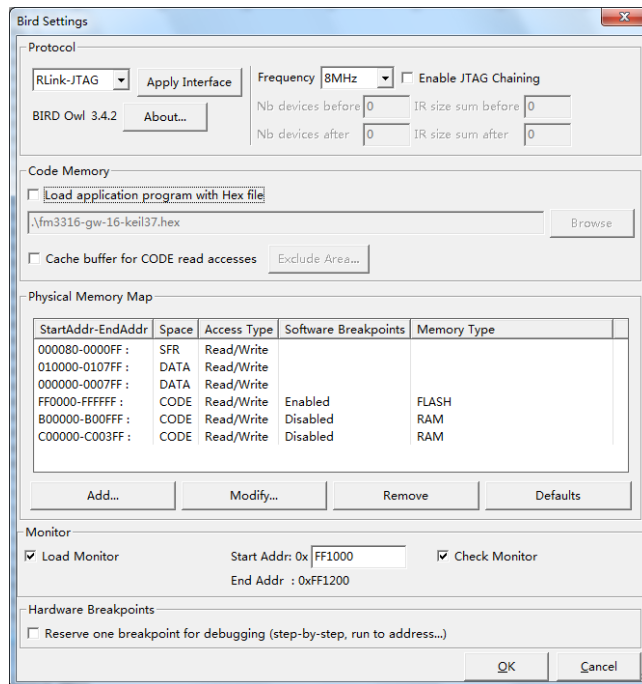 Bird Settings
Protocol
RLink-JTAG
Apply Interface
Frequency 8MHz
Enable JTAG Chaining
BIRD Owl 3.4.2
About...
Nb devices before 0 IR size sum before 0
Nb devices after 0 IR size sum after 0
Code Memory
Load application program with Hex file
.\fm3316-gw-16-keil37.hex
Browse
Cache buffer for CODE read accesses
Exclude Area...
Physical Memory Map
StartAddr-EndAddr Space Access Type Software Breakpoints Memory Type
000080-0000FF : SFR Read/Write
010000-0107FF : DATA Read/Write
000000-0007FF : DATA Read/Write
FF0000-FFFFFF : CODE Read/Write Enabled FLASH
B00000-B00FFF : CODE Read/Write Disabled RAM
C00000-C003FF : CODE Read/Write Disabled RAM
Add... Modify... Remove Defaults
Monitor
Load Monitor Start Addr: 0x FF1000 Check Monitor
End Addr : 0xFF1200
Hardware Breakpoints
Reserve one breakpoint for debugging (step-by-step, run to address...)
OK Cancel